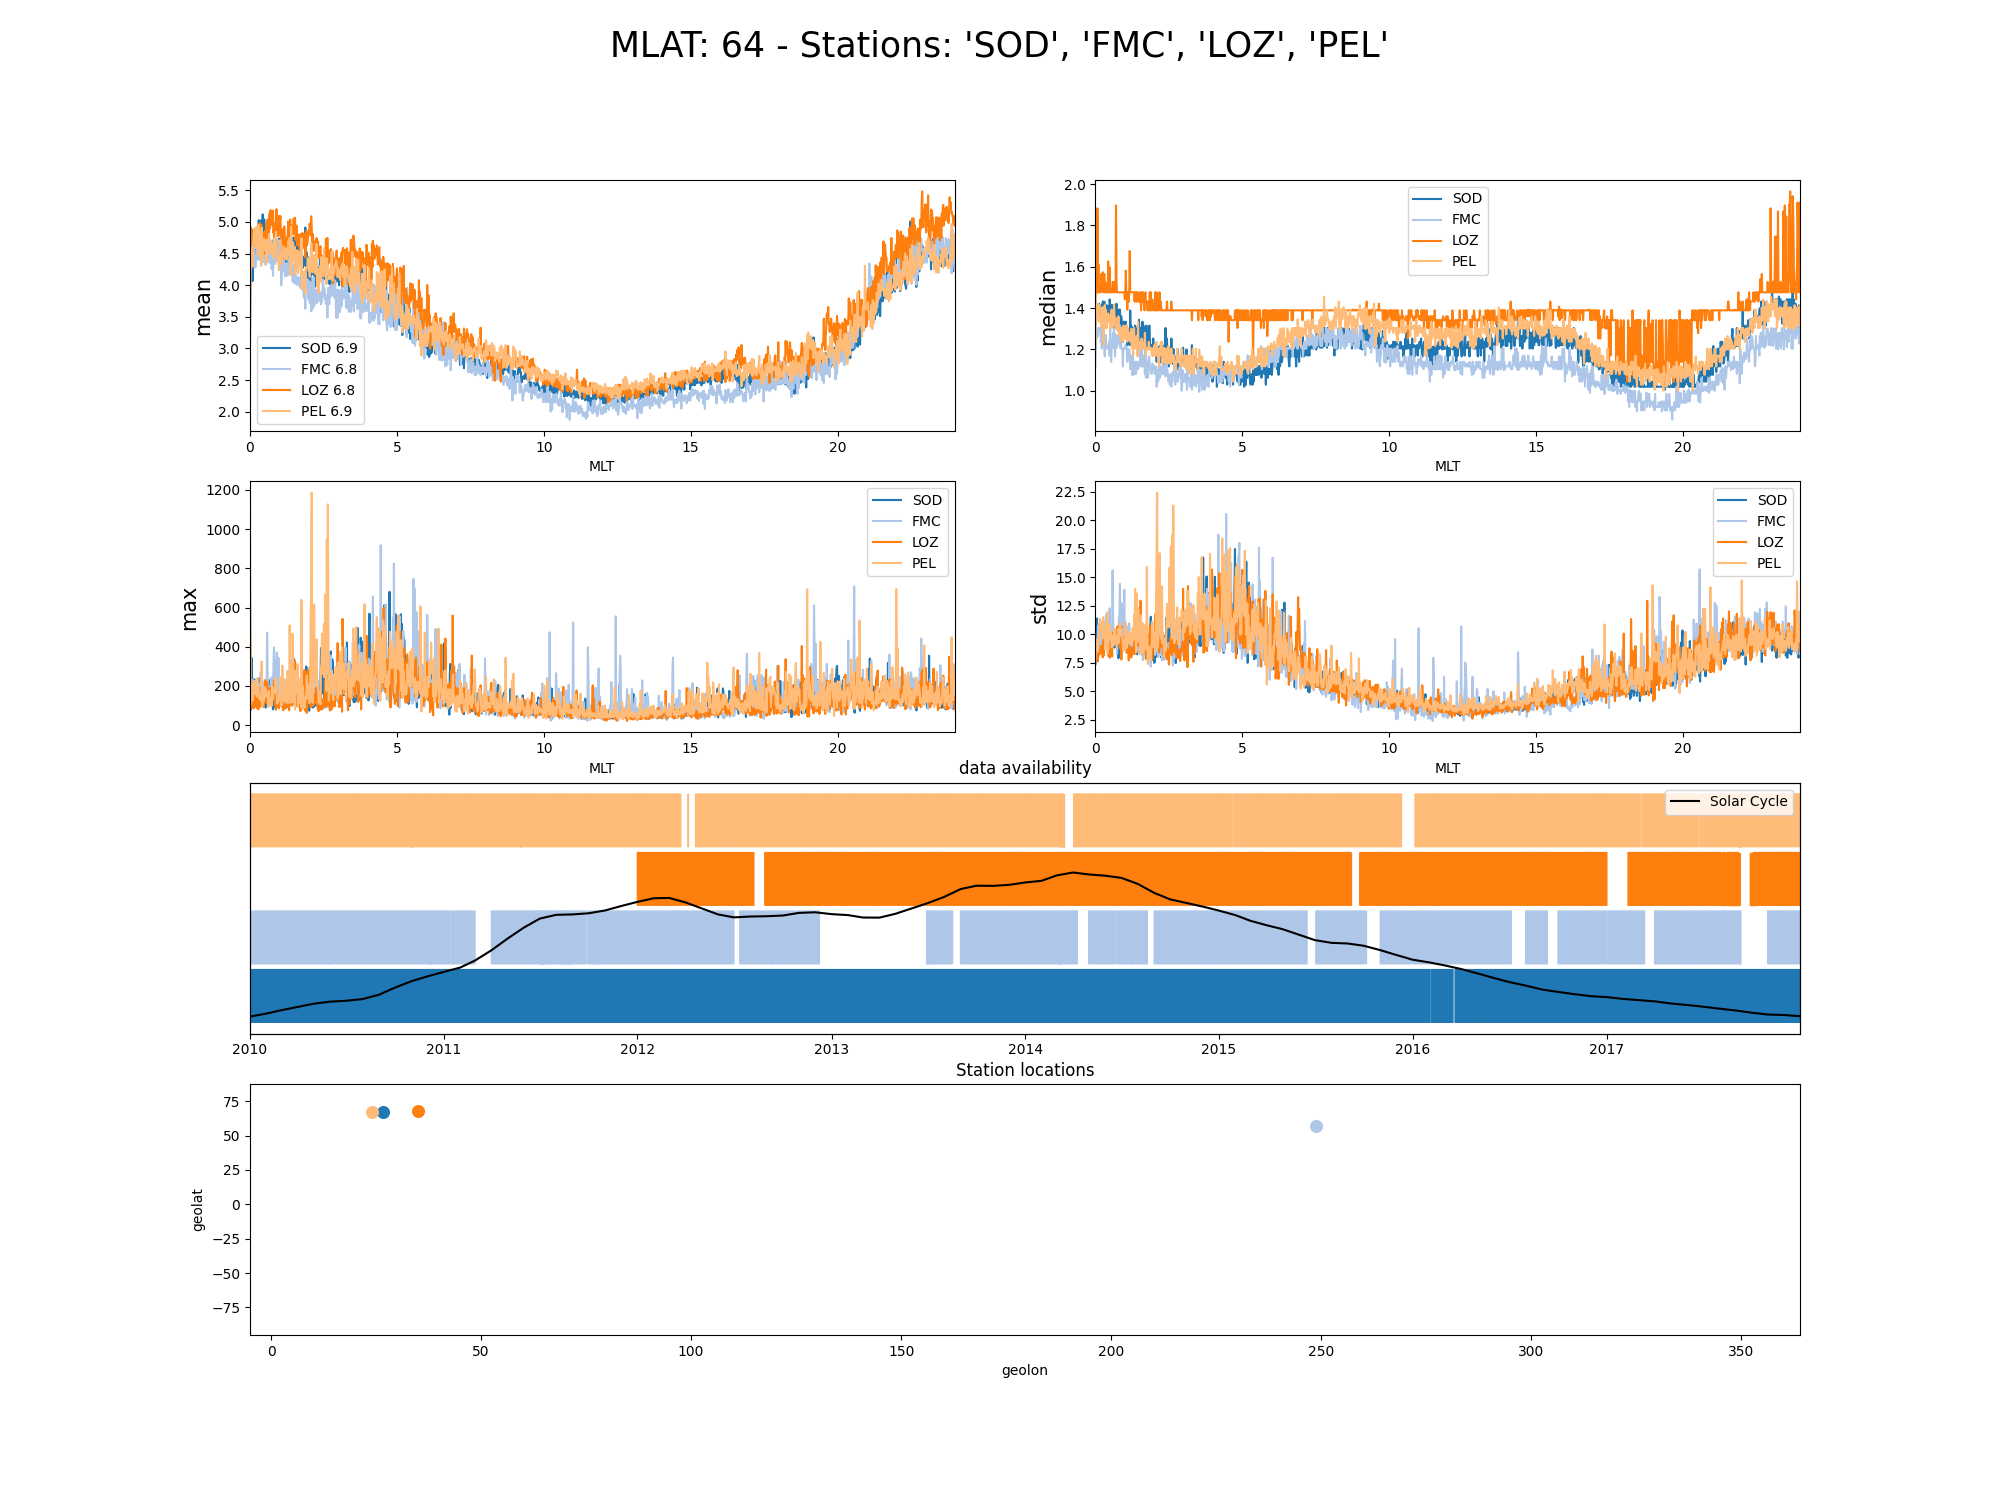 MLAT: 64 - Stations: 'SOD', 'FMC', 'LOZ', 'PEL'
mean
5.5
5.0
4.5
4.0
3.5
3.0
2.5
2.0
SOD 6.9
FMC 6.8
LOZ 6.8
PEL 6.9
0 5 10 15 20
MLT
median
2.0
1.8
1.6
1.4
1.2
1.0
SOD
FMC
LOZ
PEL
0 5 10 15 20
MLT
max
1200
1000
800
600
400
200
0
SOD
FMC
LOZ
PEL
0 5 10 15 20
MLT
std
22.5
20.0
17.5
15.0
12.5
10.0
7.5
5.0
2.5
SOD
FMC
LOZ
PEL
0 5 10 15 20
MLT
data availability
Solar Cycle
2010 2011 2012 2013 2014 2015 2016 2017
Station locations
geolat
75
50
25
0
−25
−50
−75
0 50 100 150 200 250 300 350
geolon